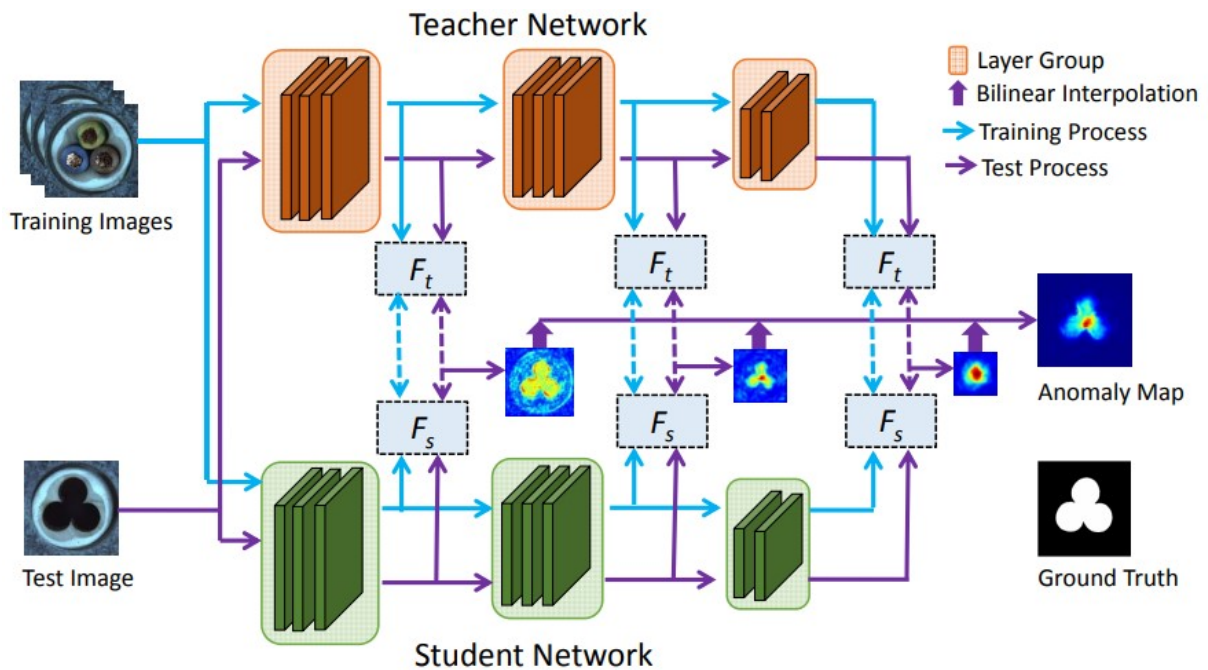 Teacher Network
Layer Group
Bilinear Interpolation
Training Process
Test Process
Training Images
F_t
F_t
F_t
Anomaly Map
F_s
F_s
F_s
Test Image
Ground Truth
Student Network